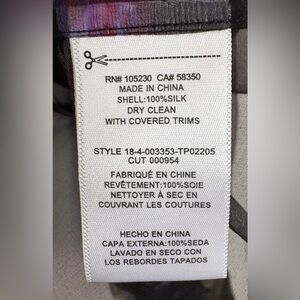 RN# 105230 CA# 58350
MADE IN CHINA
SHELL:100%SILK
DRY CLEAN
WITH COVERED TRIMS
STYLE 18-4-003353-TP02205
CUT 000954
FABRIQUÉ EN CHINE
REVÊTEMENT:100%SOIE
NETTOYER À SEC EN
COUVRANT LES COUTURES
HECHO EN CHINA
CAPA EXTERNA:100%SEDA
LAVADO EN SECO CON
LOS REBORDES TAPADOS